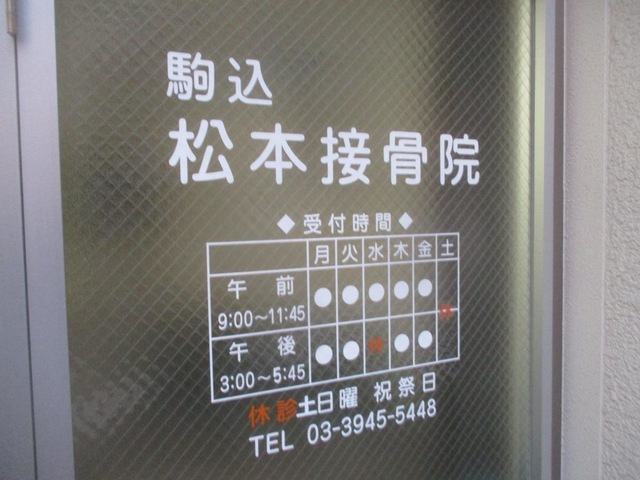 駒込
松本接骨院
◆受付時間◆
月 火 水 木 金 土
午前 9:00～11:45 ● ● ● ● ● 休
午後 3:00～5:45 ● ● 休 ● ●
休診 土日曜 祝祭日
TEL 03-3945-5448